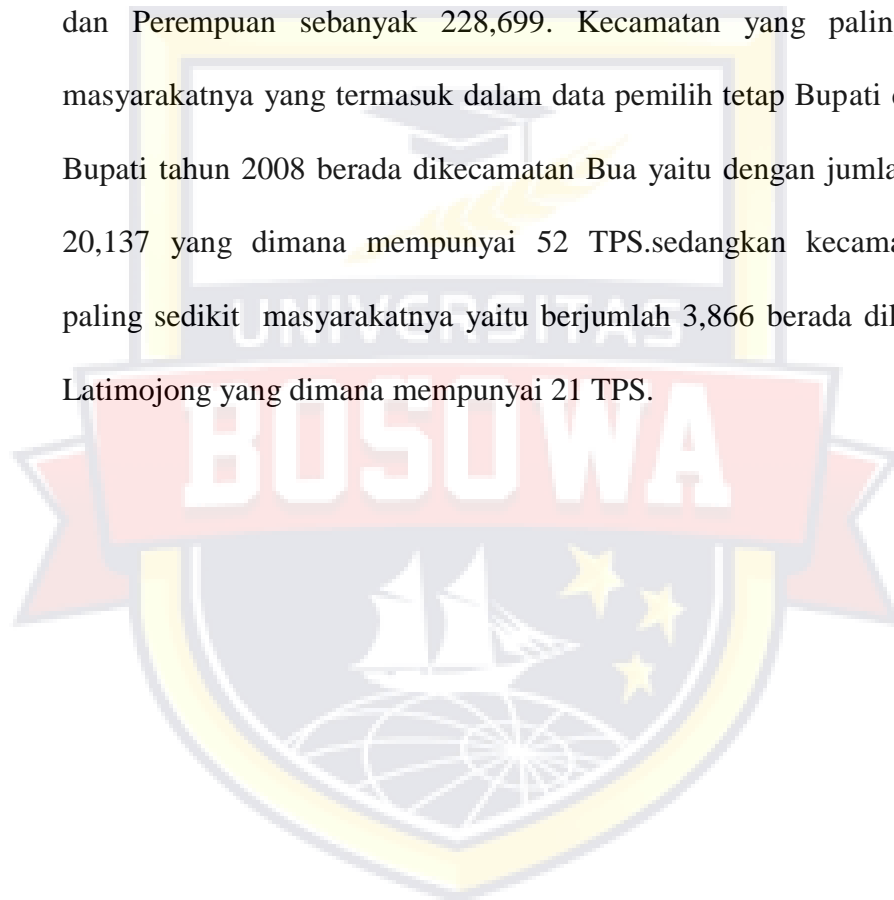 dan Perempuan sebanyak 228,699. Kecamatan yang palin
masyarakatnya yang termasuk dalam data pemilih tetap Bupati
Bupati tahun 2008 berada dikecamatan Bua yaitu dengan jumla
20,137 yang dimana mempunyai 52 TPS.sedangkan kecama
paling sedikit masyarakatnya yaitu berjumlah 3,866 berada
UNIVERSITAS
Latimojong yang dimana mempunyai 21 TPS.
BOSOWA